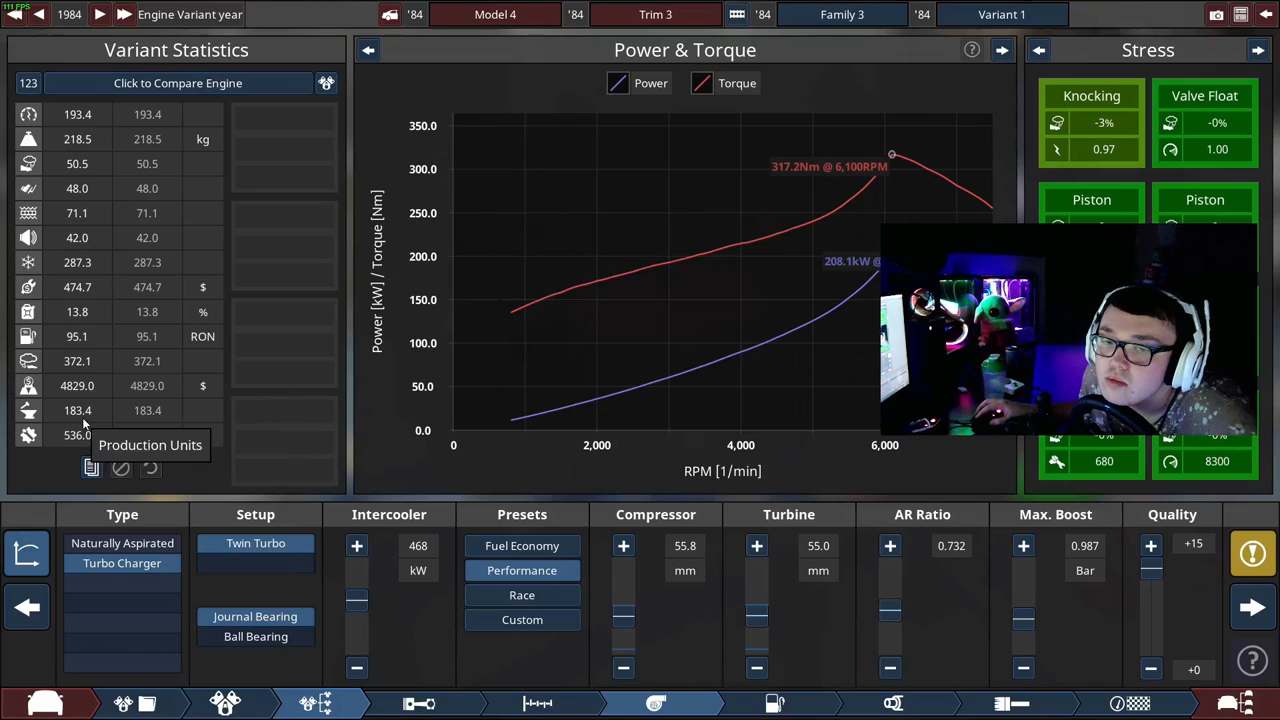 111 FPS
1984 Engine Variant year '84 Model 4 '84 Trim 3 '84 Family 3 '84 Variant 1
Variant Statistics
123 Click to Compare Engine
193.4 193.4
218.5 218.5 kg
50.5 50.5
48.0 48.0
71.1 71.1
42.0 42.0
287.3 287.3
474.7 474.7 $
13.8 13.8 %
95.1 95.1 RON
372.1 372.1
4829.0 4829.0 $
183.4 183.4
536.0
Production Units
Power & Torque
?
Power Torque
350.0
300.0
250.0
200.0
150.0
100.0
50.0
0.0
Power [kW] / Torque [Nm]
317.2Nm @ 6,100RPM
208.1kW @
0 2,000 4,000 6,000
RPM [1/min]
Stress
Knocking
-3%
0.97
Valve Float
-0%
1.00
Piston
Piston
-0% -0%
680 8300
Type
Naturally Aspirated
Turbo Charger
Setup
Twin Turbo
Journal Bearing
Ball Bearing
Intercooler
+ 468
kW
-
Presets
Fuel Economy
Performance
Race
Custom
Compressor
+ 55.8
mm
-
Turbine
+ 55.0
mm
-
AR Ratio
+ 0.732
-
Max. Boost
+ 0.987
Bar
-
Quality
+ +15
- +0
!
?